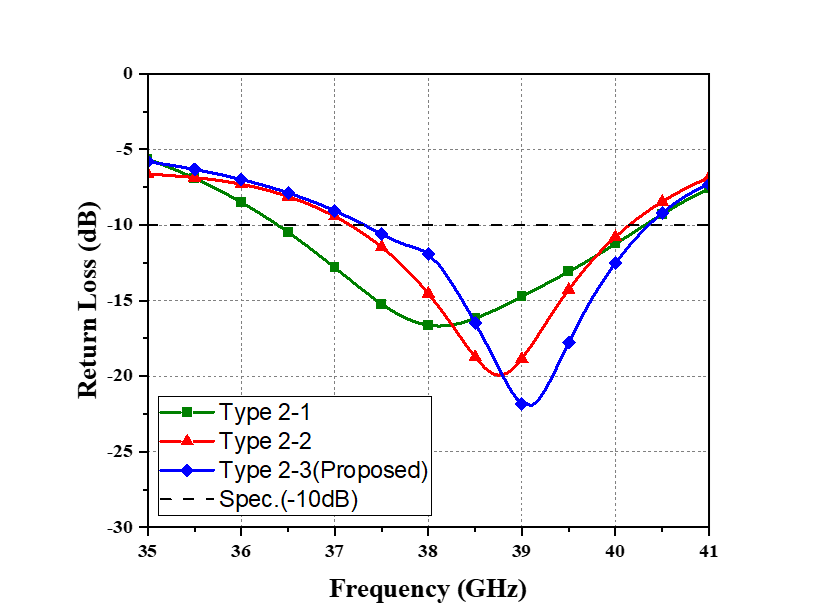 0
-5
-10
-15
-20
-25
-30
Return Loss (dB)
Type 2-1
Type 2-2
Type 2-3(Proposed)
Spec.(-10dB)
35 36 37 38 39 40 41
Frequency (GHz)